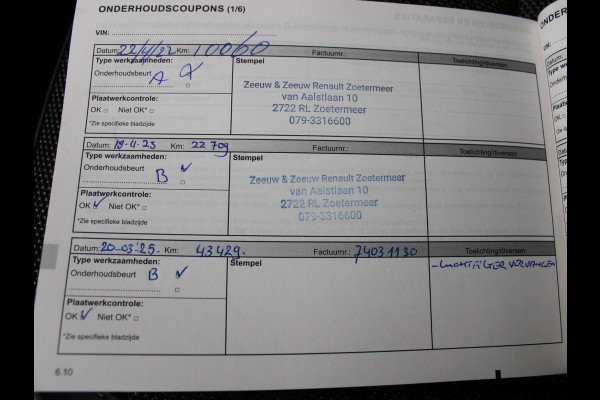 ONDERHOUDSCOUPONS (1/6)
VIN:
Datum: 22/4/22 Km: 10060 Factuurnr.: Toelichting/diversen
Type werkzaamheden: Stempel
Onderhoudsbeurt A
Plaatwerkcontrole:
OK □ Niet OK* □
*Zie specifieke bladzijde
Zeeuw & Zeeuw Renault Zoetermeer
van Aalstlaan 10
2722 RL Zoetermeer
079-3316600
Datum: Km: 22709 Factuurnr.: Toelichting/diversen
Type werkzaamheden: Stempel
Onderhoudsbeurt B ✓
Plaatwerkcontrole:
OK ✓ Niet OK* □
*Zie specifieke bladzijde
Zeeuw & Zeeuw Renault Zoetermeer
van Aalstlaan 10
2722 RL Zoetermeer
079-3316600
Datum: 20-03-'25. Km: 43429. Factuurnr.: 74031130 Toelichting/diversen
Type werkzaamheden: Stempel
Onderhoudsbeurt B ✓
Plaatwerkcontrole:
OK ✓ Niet OK* □
*Zie specifieke bladzijde
- LUCHTFILTER VERVANGEN
6.10